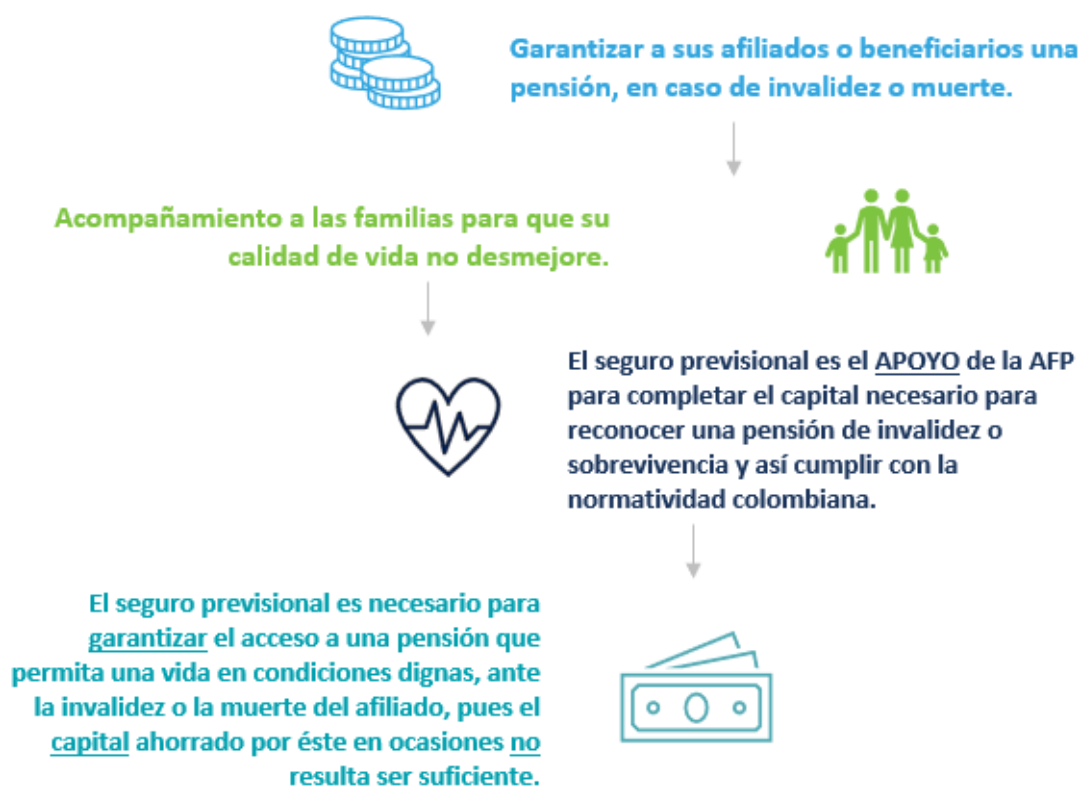 Garantizar a sus afiliados o beneficiarios una
pensión, en caso de invalidez o muerte.
Acompañamiento a las familias para que su
calidad de vida no desmejore.
El seguro previsional es el APOYO de la AFP
para completar el capital necesario para
reconocer una pensión de invalidez o
sobrevivencia y así cumplir con la
normatividad colombiana.
El seguro previsional es necesario para
garantizar el acceso a una pensión que
permita una vida en condiciones dignas, ante
la invalidez o la muerte del afiliado, pues el
capital ahorrado por éste en ocasiones no
resulta ser suficiente.